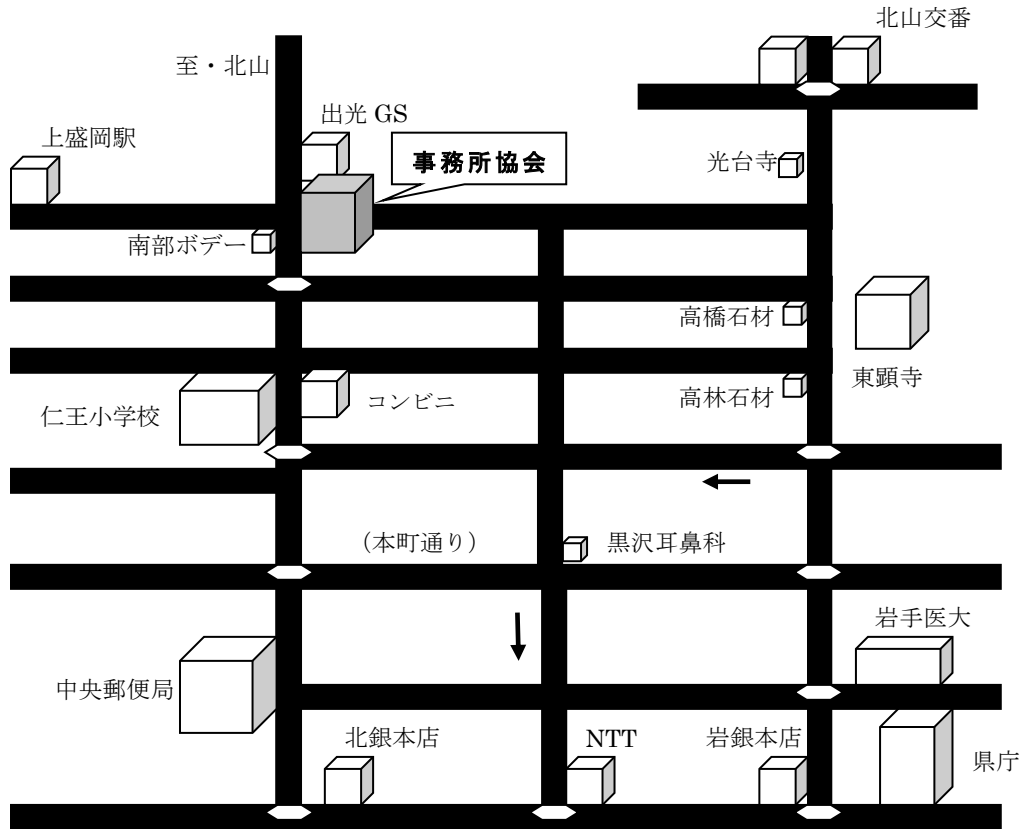 北山交番
至・北山
出光 GS
上盛岡駅
事務所協会
光台寺
南部ボデー
高橋石材
東顕寺
高林石材
コンビニ
仁王小学校
（本町通り）
黒沢耳鼻科
岩手医大
中央郵便局
北銀本店
NTT
岩銀本店
県庁